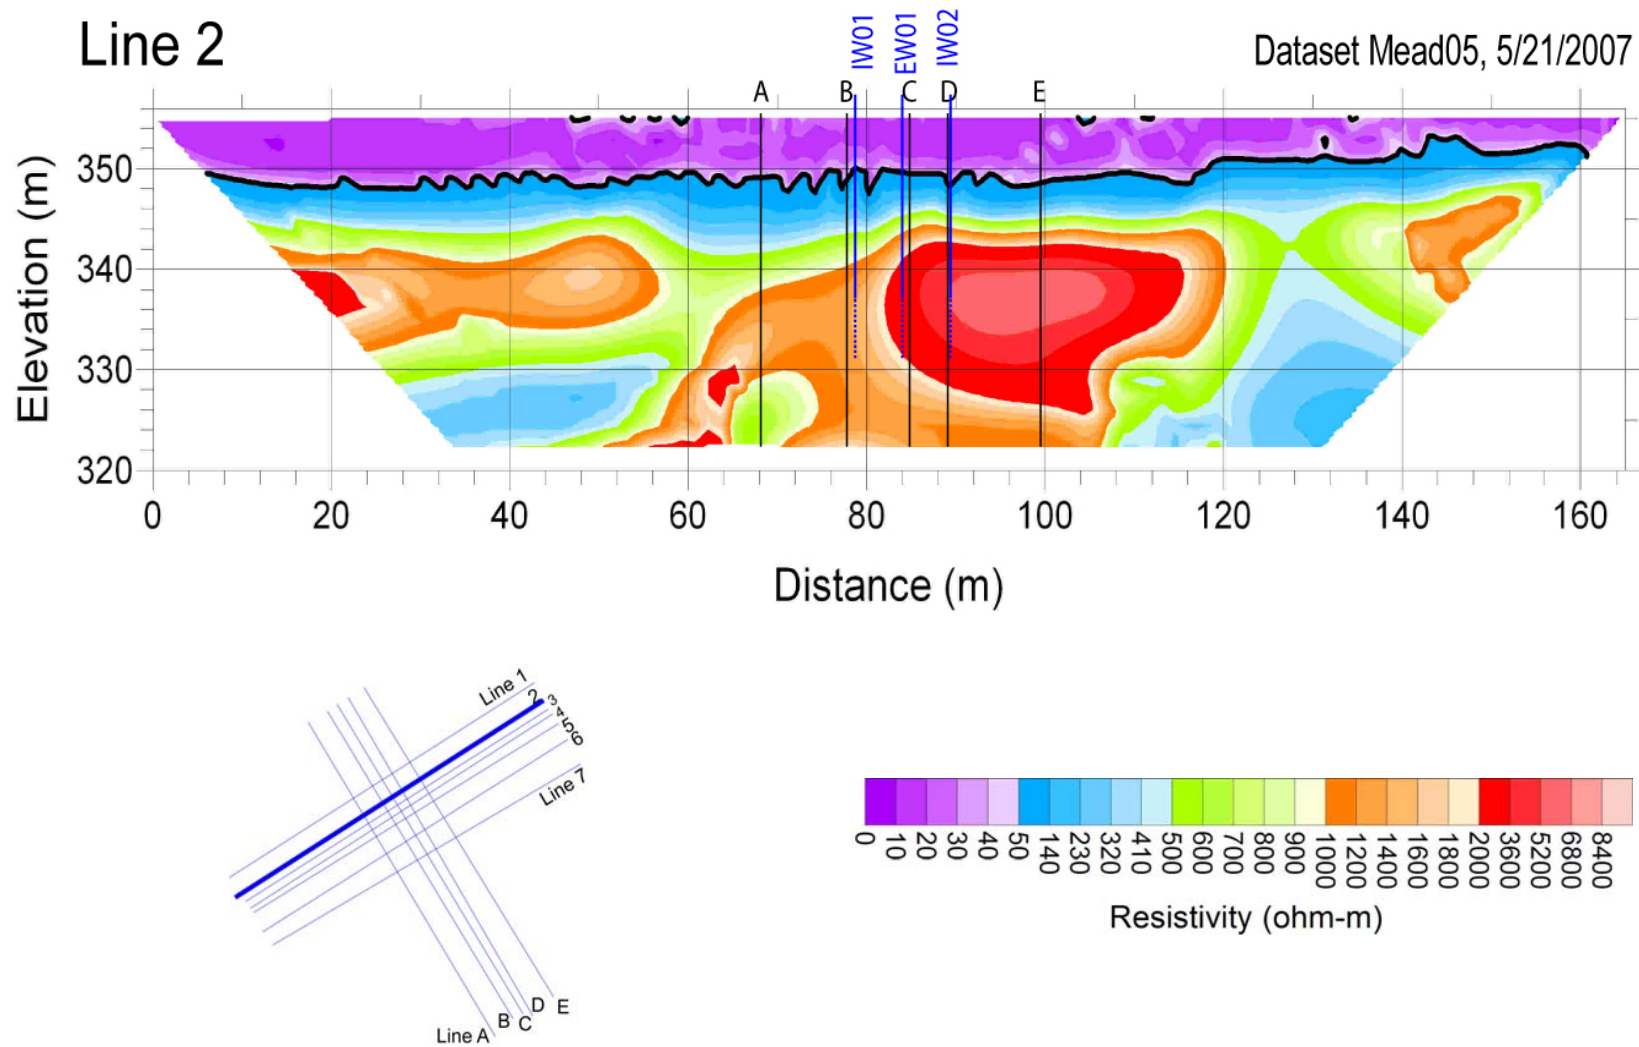 Line 2
IW01
EW01
IW02
Dataset Mead05, 5/21/2007
A
B
C
D
E
Elevation (m)
350
340
330
320
0 20 40 60 80 100 120 140 160
Distance (m)
Line 1
2
3
4
5
6
Line 7
Line A
B
C
D
E
0 10 20 30 40 50 140 230 320 410 500 600 700 800 900 1000 1200 1400 1600 1800 2000 3600 5200 6800 8400
Resistivity (ohm-m)